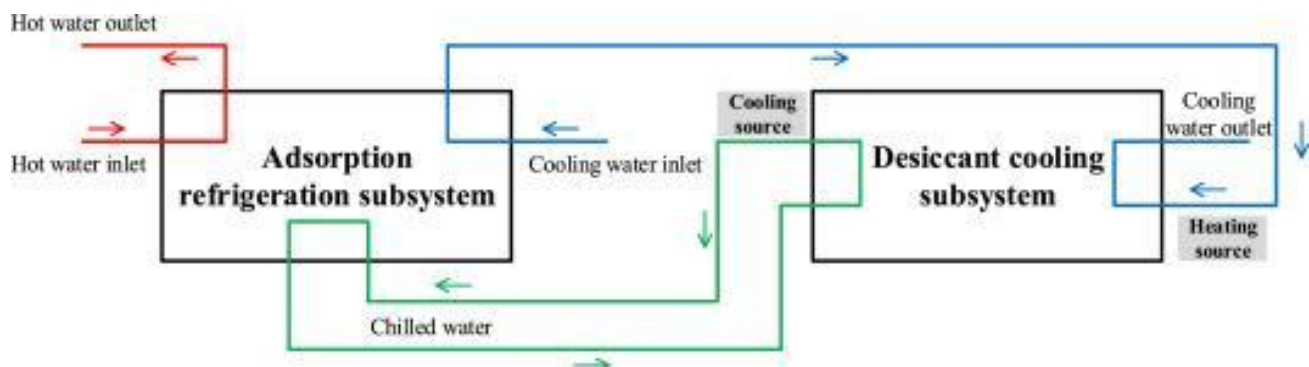 Hot water outlet
Hot water inlet
Adsorption
refrigeration subsystem
Cooling water inlet
Cooling
source
Desiccant cooling
subsystem
Cooling
water outlet
Heating
source
Chilled water